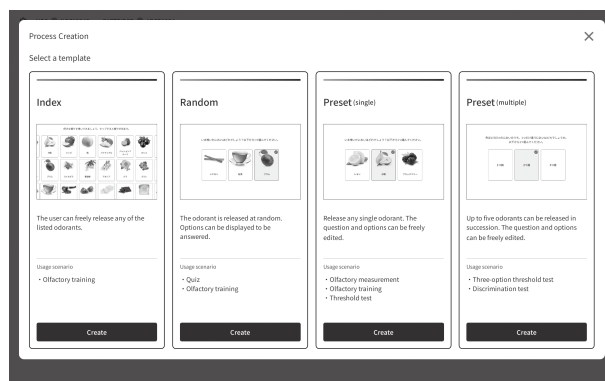 Process Creation
Select a template
Index
The user can freely release any of the
listed odorants.
Usage scenario
・Olfactory training
Create
Random
The odorant is released at random.
Options can be displayed to be
answered.
Usage scenario
・Quiz
・Olfactory training
Create
Preset (single)
Release any single odorant. The
question and options can be freely
edited.
Usage scenario
・Olfactory measurement
・Olfactory training
・Threshold test
Create
Preset (multiple)
Up to five odorants can be released in
succession. The question and options
can be freely edited.
Usage scenario
・Three-option threshold test
・Discrimination test
Create